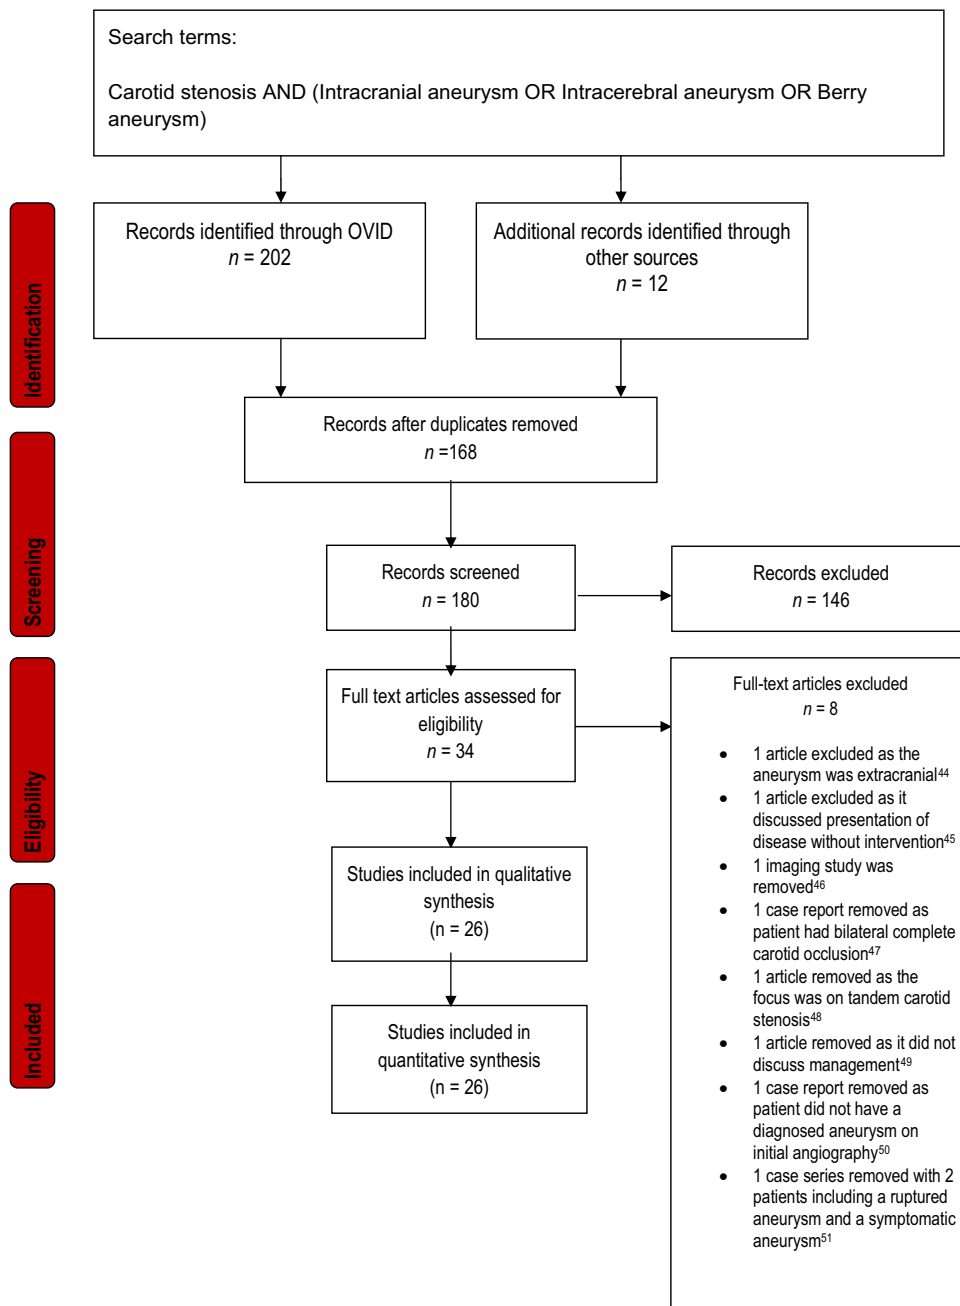 Search terms:
Carotid stenosis AND (Intracranial aneurysm OR Intracerebral aneurysm OR Berry
aneurysm)
Identification
Records identified through OVID
n = 202
Additional records identified through
other sources
n = 12
Records after duplicates removed
n =168
Screening
Records screened
n = 180
Records excluded
n = 146
Eligibility
Full text articles assessed for
eligibility
n = 34
Full-text articles excluded
n = 8
• 1 article excluded as the
aneurysm was extracranial44
• 1 article excluded as it
discussed presentation of
disease without intervention45
• 1 imaging study was
removed46
• 1 case report removed as
patient had bilateral complete
carotid occlusion47
• 1 article removed as the
focus was on tandem carotid
stenosis48
• 1 article removed as it did not
discuss management49
• 1 case report removed as
patient did not have a
diagnosed aneurysm on
initial angiography50
• 1 case series removed with 2
patients including a ruptured
aneurysm and a symptomatic
aneurysm51
Included
Studies included in qualitative
synthesis
(n = 26)
Studies included in
quantitative synthesis
(n = 26)